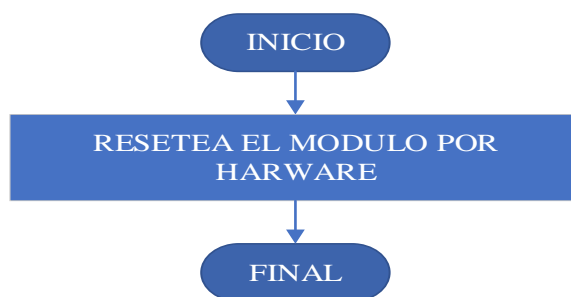 INICIO
RESETEA EL MODULO POR
HARWARE
FINAL